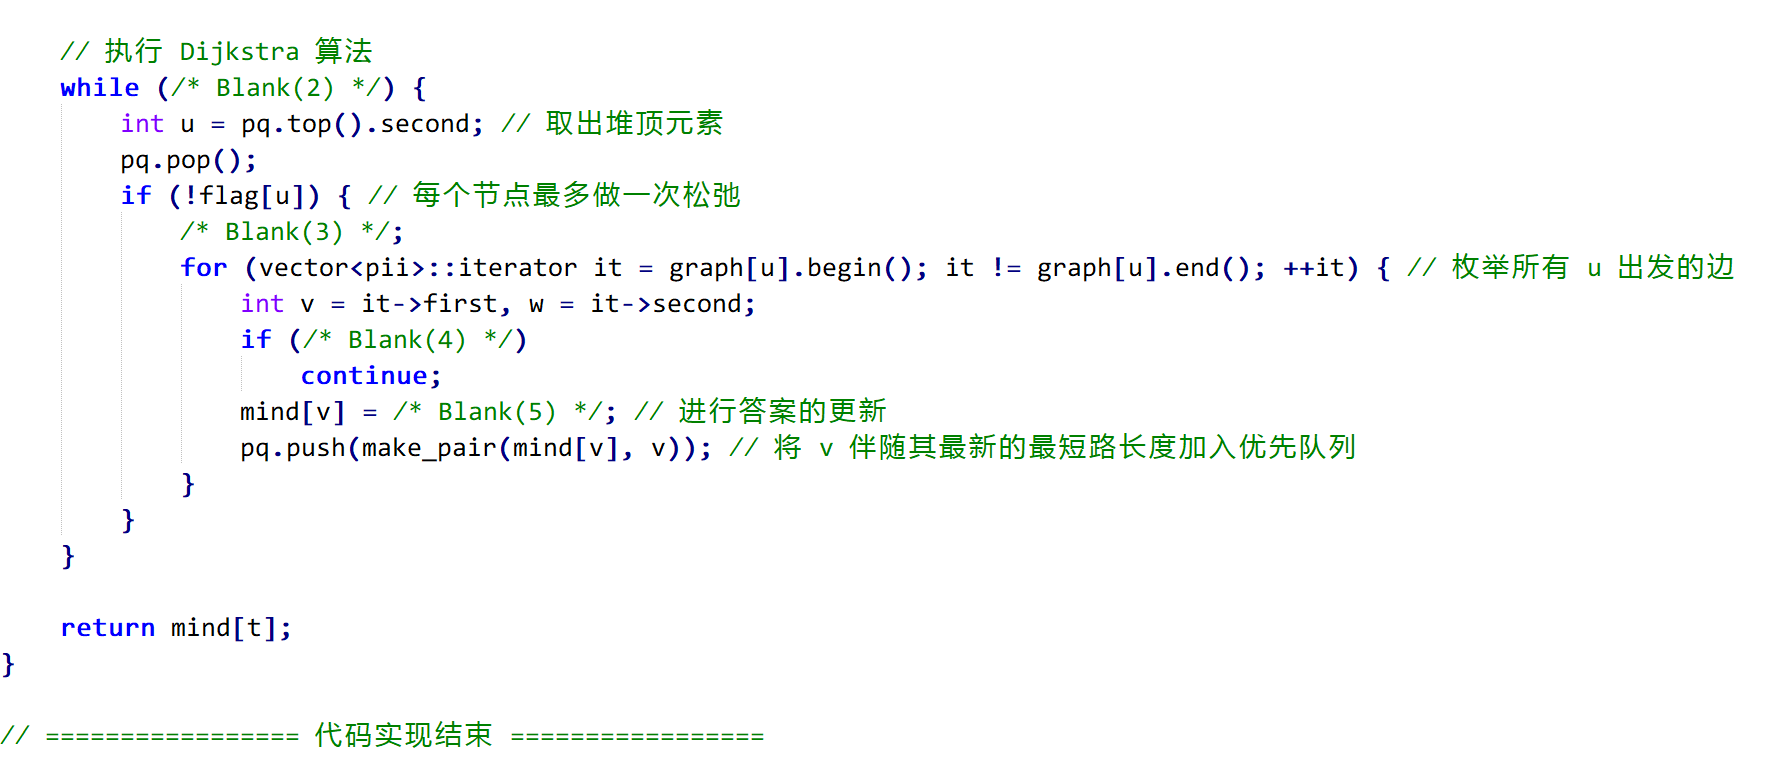 // 执行 Dijkstra 算法
while (/* Blank(2) */) {
int u = pq.top().second; // 取出堆顶元素
pq.pop();
if (!flag[u]) { // 每个节点最多做一次松弛
/* Blank(3) */;
for (vector<pii>::iterator it = graph[u].begin(); it != graph[u].end(); ++it) { // 枚举所有 u 出发的边
int v = it->first, w = it->second;
if (/* Blank(4) */)
continue;
mind[v] = /* Blank(5) */; // 进行答案的更新
pq.push(make_pair(mind[v], v)); // 将 v 伴随其最新的最短路长度加入优先队列
}
}
}
return mind[t];
}
// ================= 代码实现结束 =================